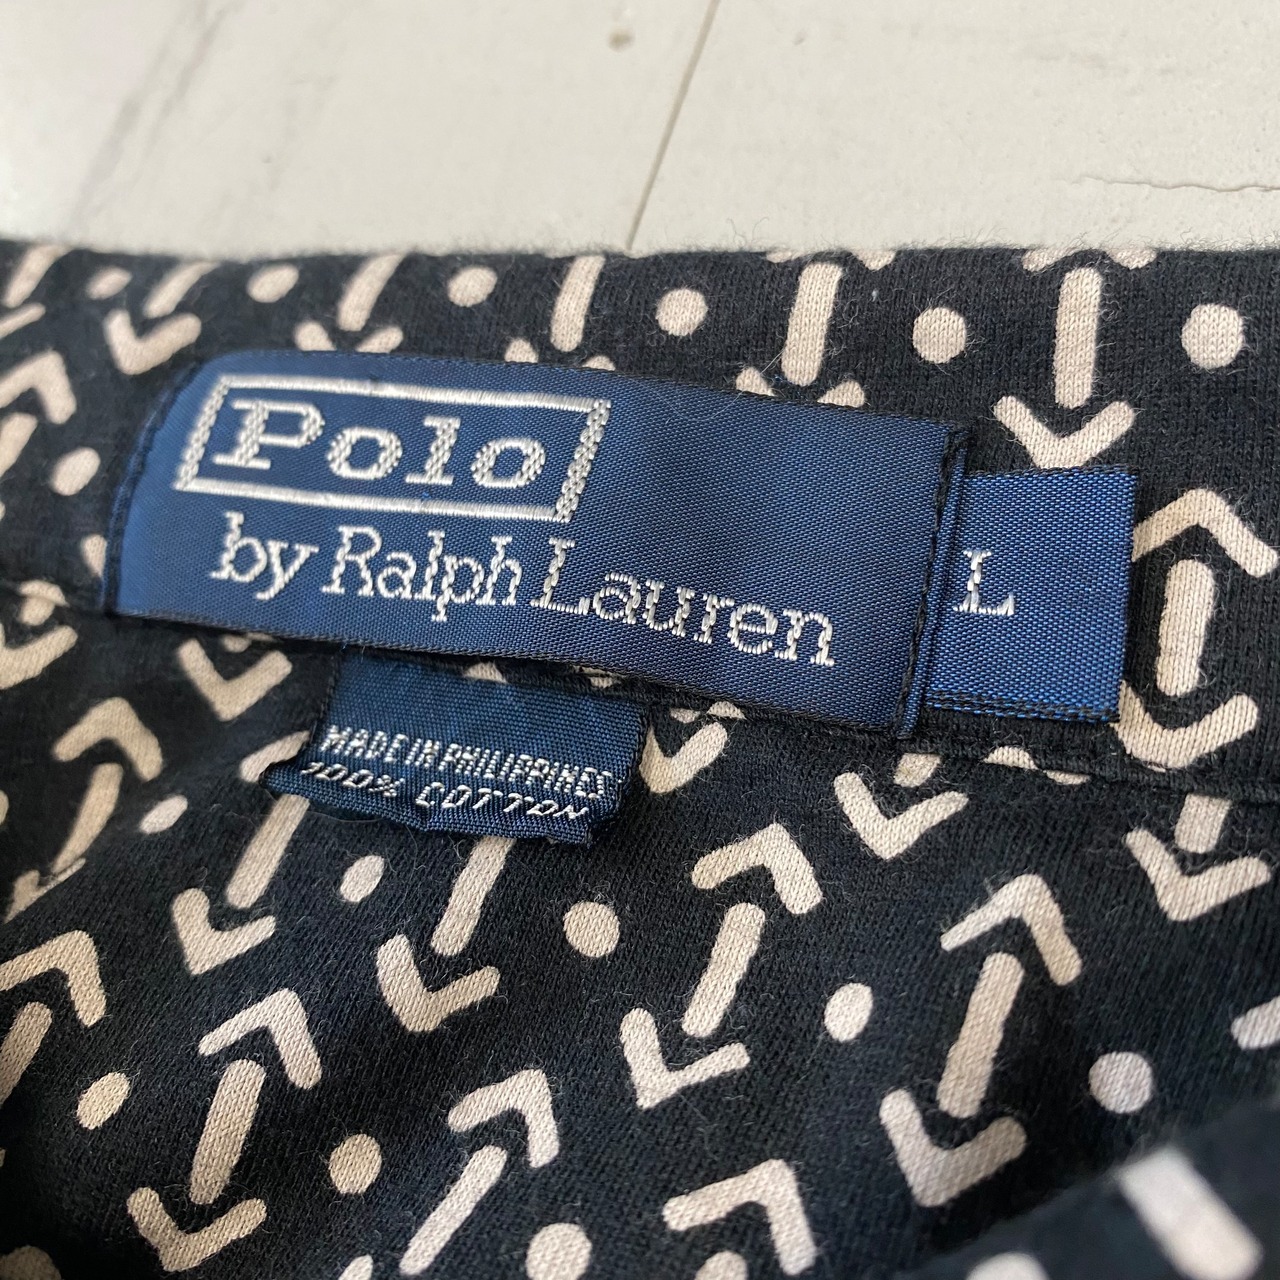 Polo
by Ralph Lauren
L
MADE IN PHILIPPINES
100% COTTON